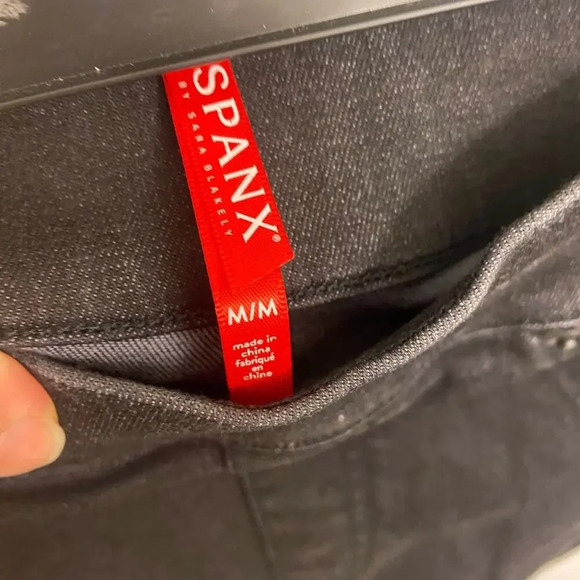 SPANX®
BY SARA BLAKELY
M/M
made in
china
fabriqué
en
chine